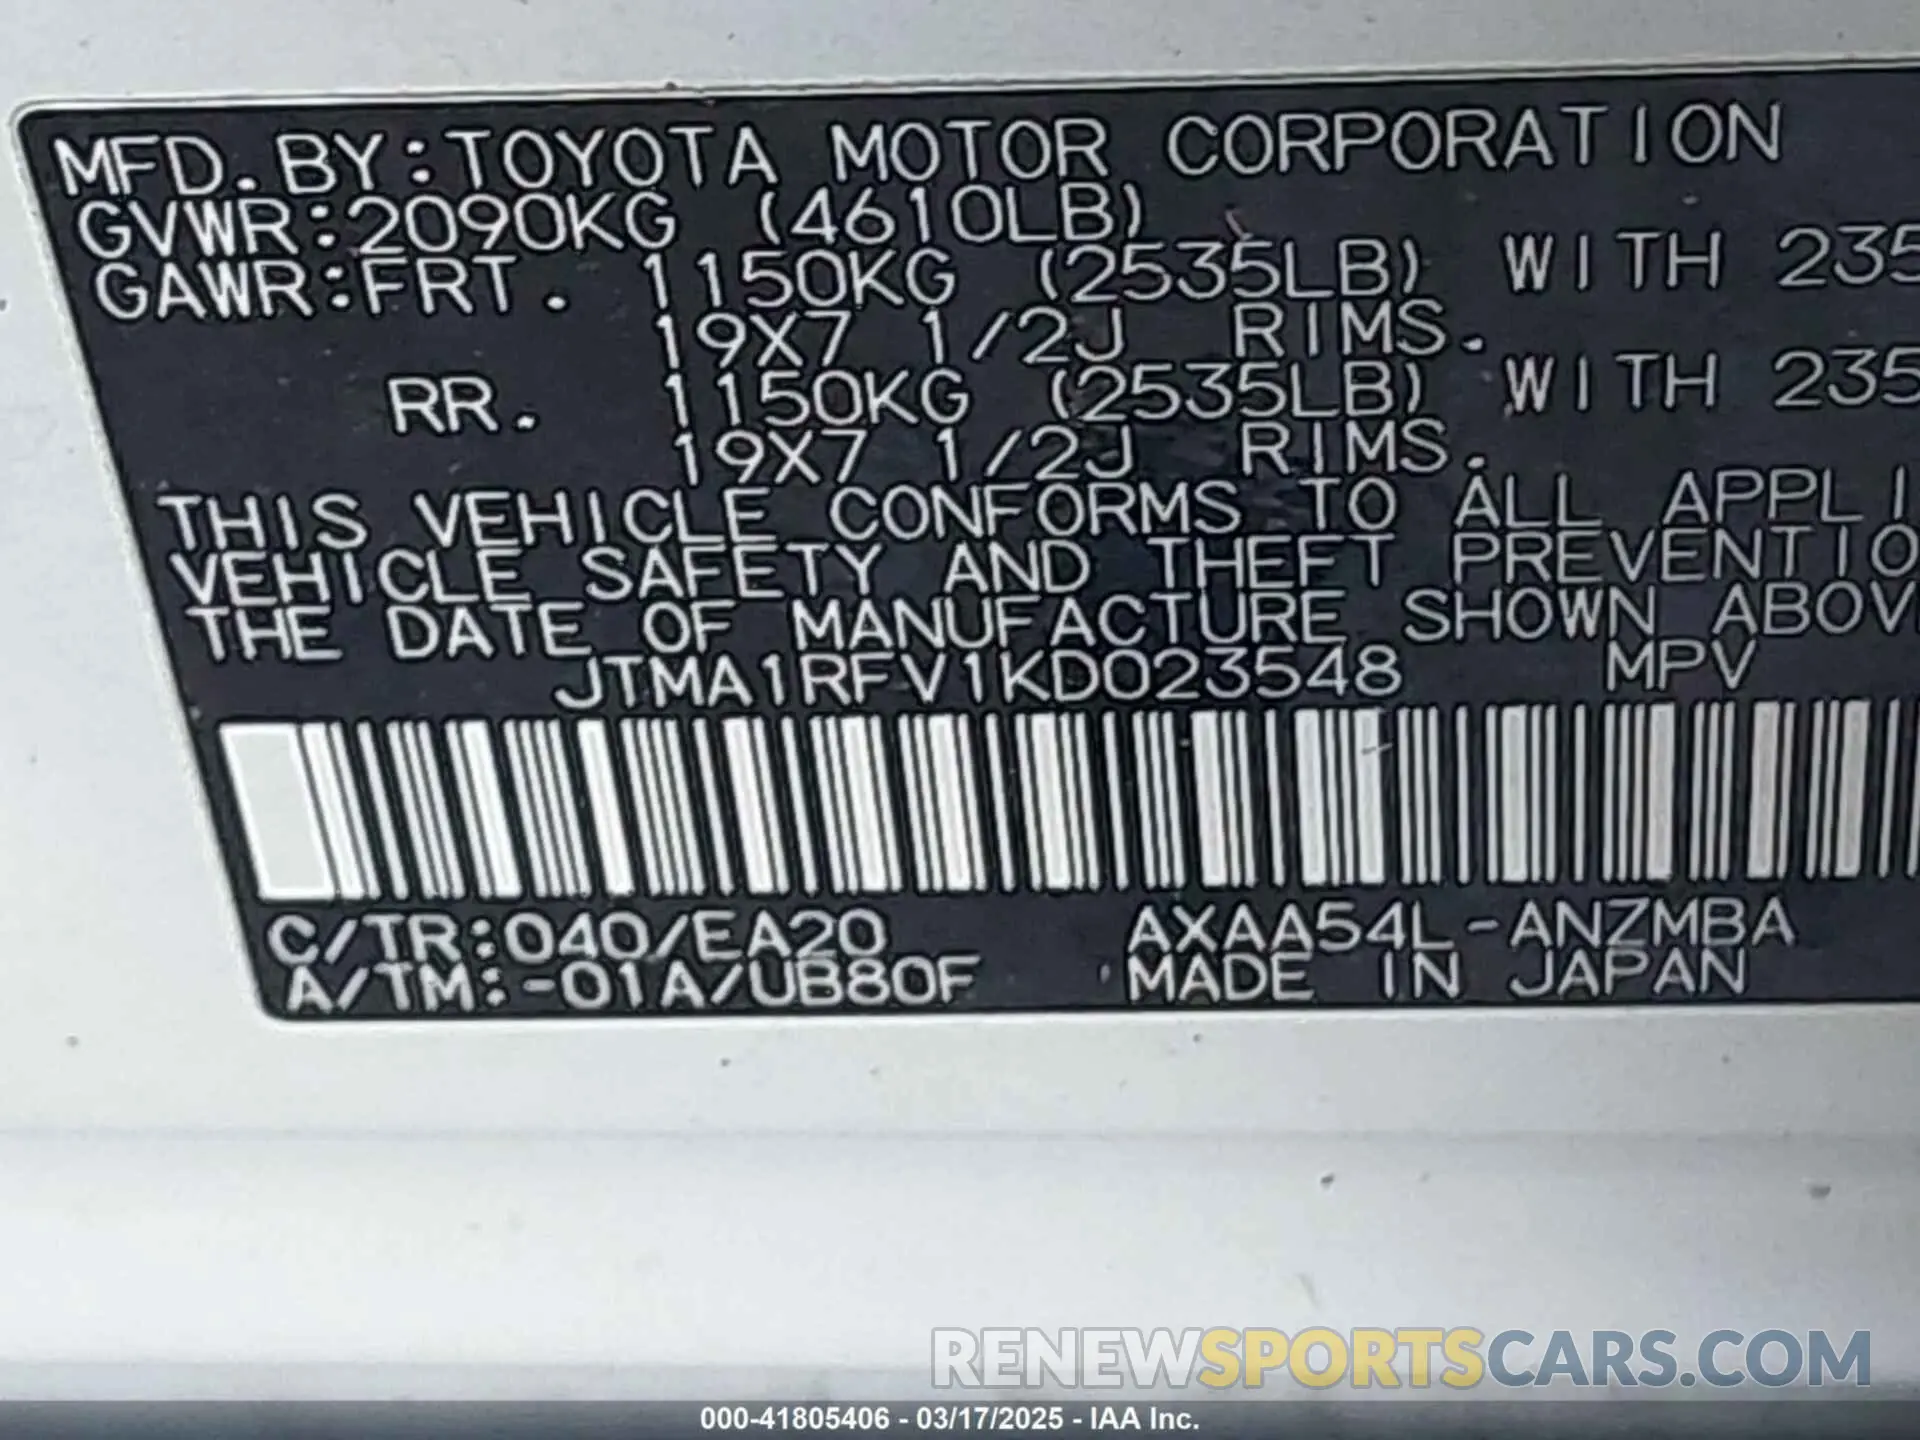 MFD. BY: TOYOTA MOTOR CORPORATION
GVWR: 2090KG (4610LB)
GAWR: FRT. 1150KG (2535LB) WITH 235
19X7 1/2J RIMS.
RR. 1150KG (2535LB) WITH 235
19X7 1/2J RIMS.
THIS VEHICLE CONFORMS TO ALL APPLI
VEHICLE SAFETY AND THEFT PREVENTIO
THE DATE OF MANUFACTURE SHOWN ABOV
JTMA1RFV1KD023548 MPV
C/TR: 040/EA20 AXAA54L-ANZMBA
A/TM: -01A/UB80F MADE IN JAPAN
RENEWSPORTSCARS.COM
000-41805406 - 03/17/2025 - IAA Inc.